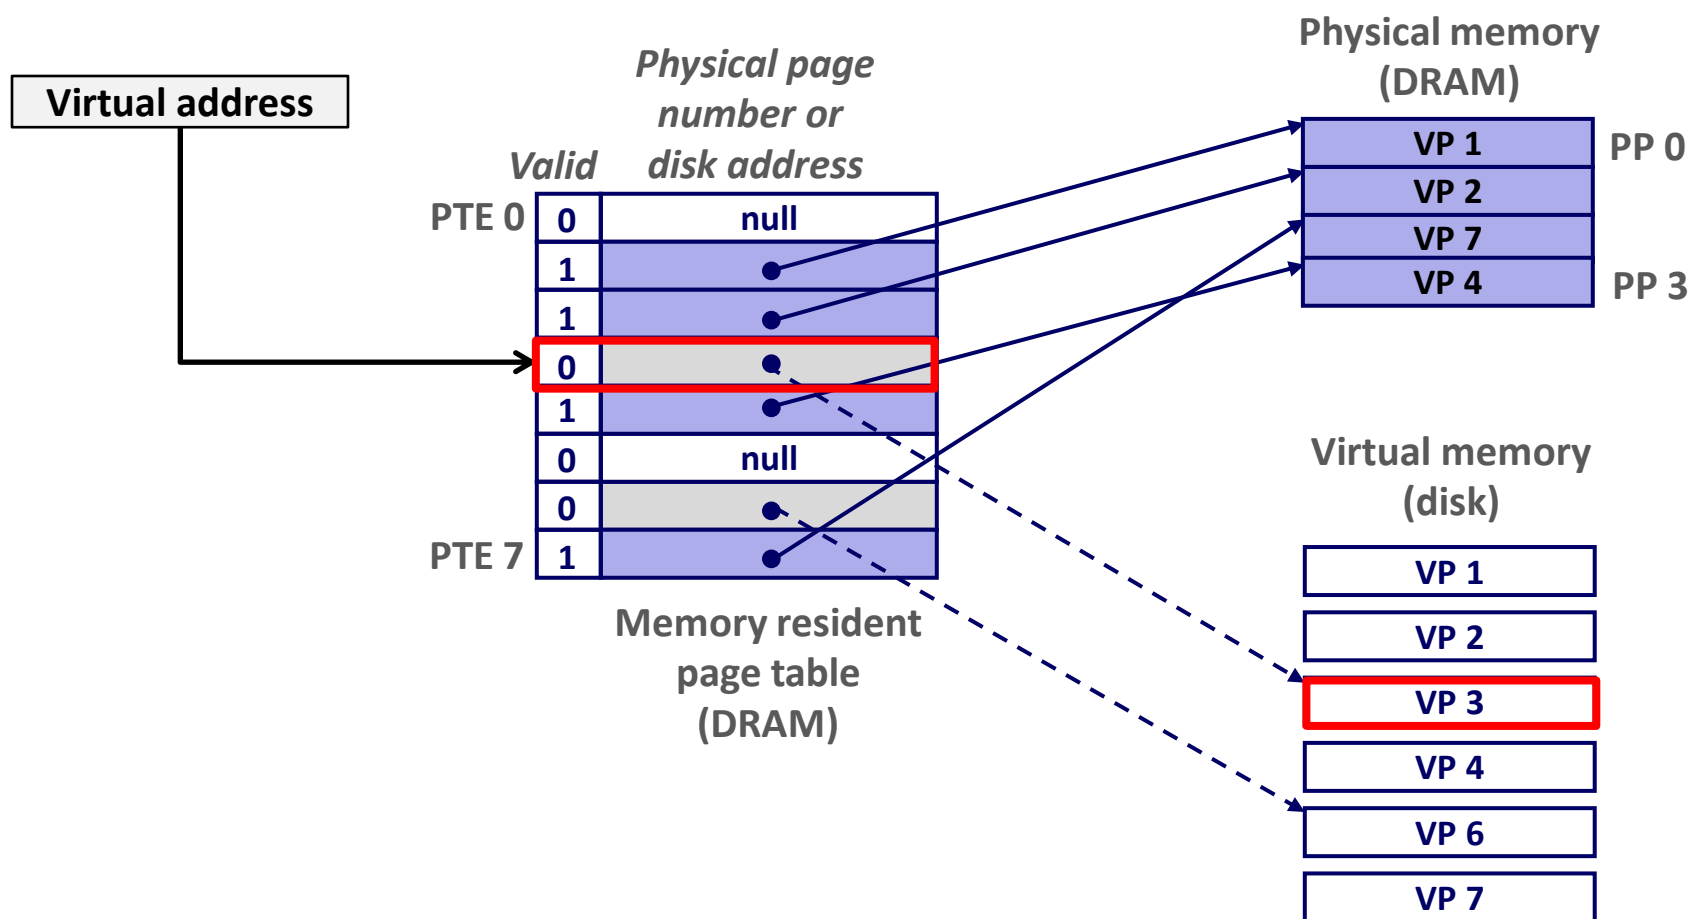 Virtual address
Physical page
number or
disk address
Valid
PTE 0
0
null
1
1
0
1
0
null
0
PTE 7
1
Memory resident
page table
(DRAM)
Physical memory
(DRAM)
VP 1
PP 0
VP 2
VP 7
VP 4
PP 3
Virtual memory
(disk)
VP 1
VP 2
VP 3
VP 4
VP 6
VP 7